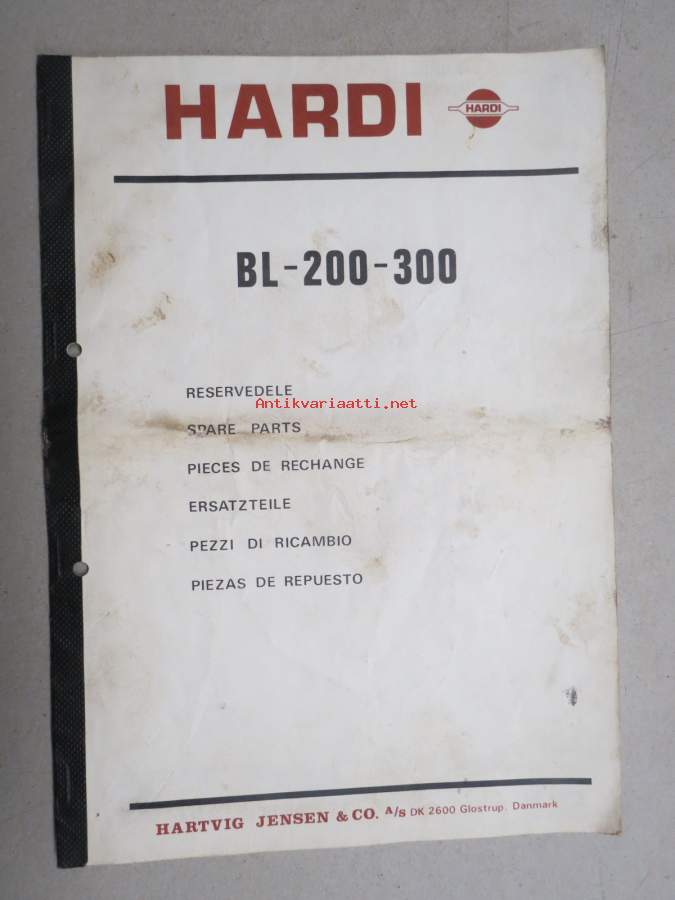 HARDI
HARDI
BL-200-300
RESERVEDELE
Antikvariaatti.net
SPARE PARTS
PIECES DE RECHANGE
ERSATZTEILE
PEZZI DI RICAMBIO
PIEZAS DE REPUESTO
HARTVIG JENSEN & CO. A/S DK 2600 Glostrup. Danmark